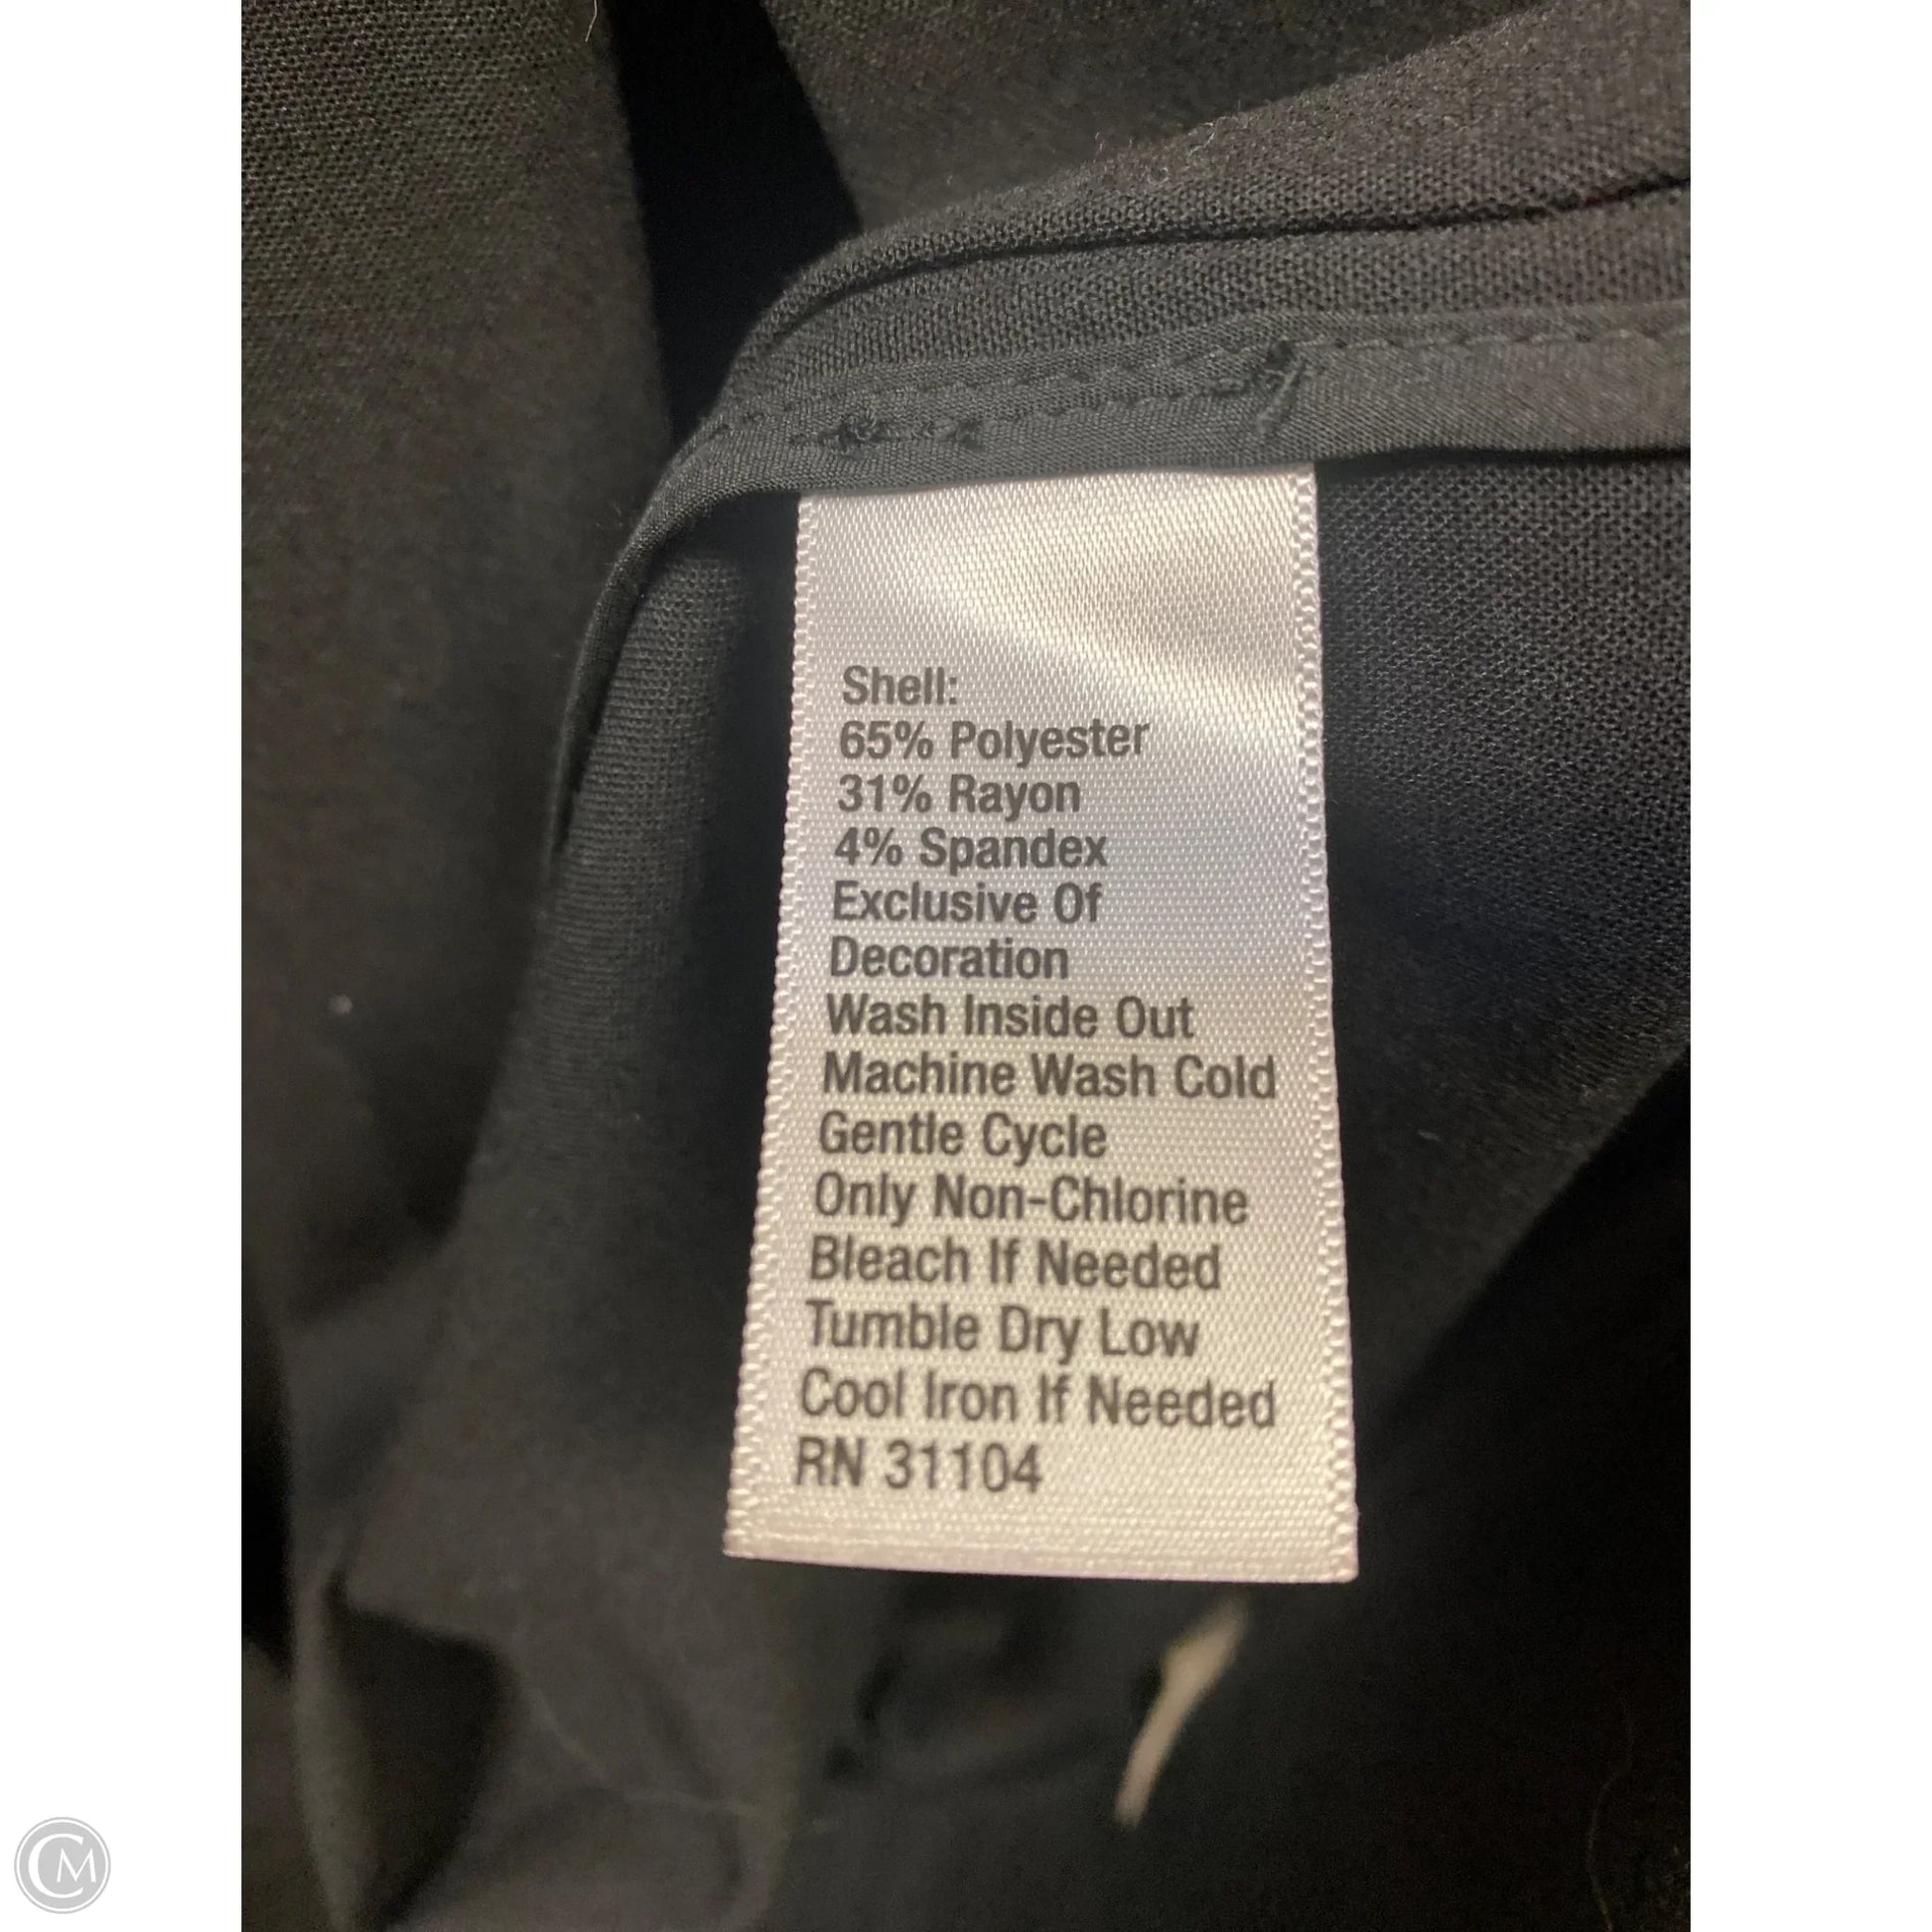 Shell:
65% Polyester
31% Rayon
4% Spandex
Exclusive Of
Decoration
Wash Inside Out
Machine Wash Cold
Gentle Cycle
Only Non-Chlorine
Bleach If Needed
Tumble Dry Low
Cool Iron If Needed
RN 31104
CM